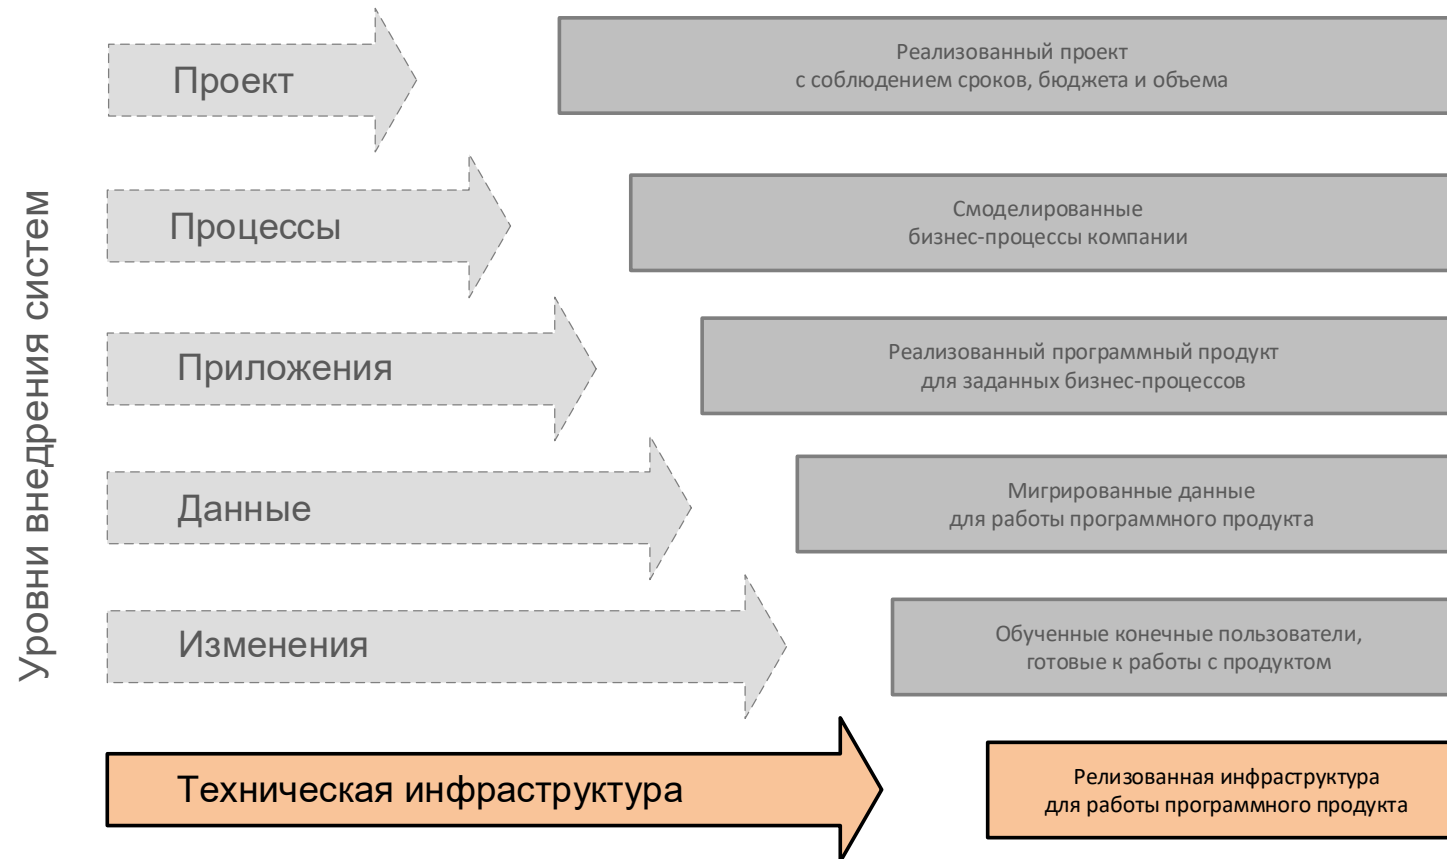 Уровни внедрения систем
Проект
Реализованный проект
с соблюдением сроков, бюджета и объема
Процессы
Смоделированные
бизнес-процессы компании
Приложения
Реализованный программный продукт
для заданных бизнес-процессов
Данные
Мигрированные данные
для работы программного продукта
Изменения
Обученные конечные пользователи,
готовые к работы с продуктом
Техническая инфраструктура
Релизованная инфраструктура
для работы программного продукта